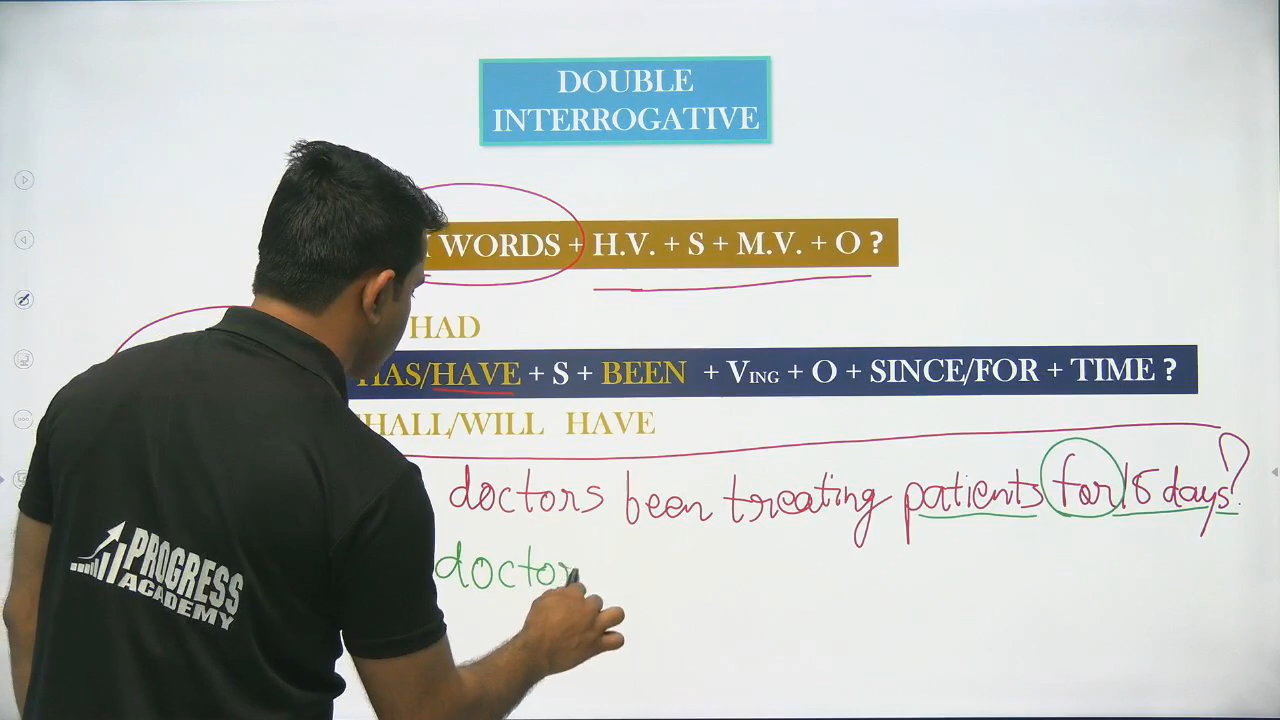 DOUBLE
INTERROGATIVE
WORDS + H.V. + S + M.V. + O ?
HAD
HAS/HAVE + S + BEEN + VING + O + SINCE/FOR + TIME ?
HALL/WILL HAVE
doctors been treating patients for 18 days?
doctor
PROGRESS
ACADEMY